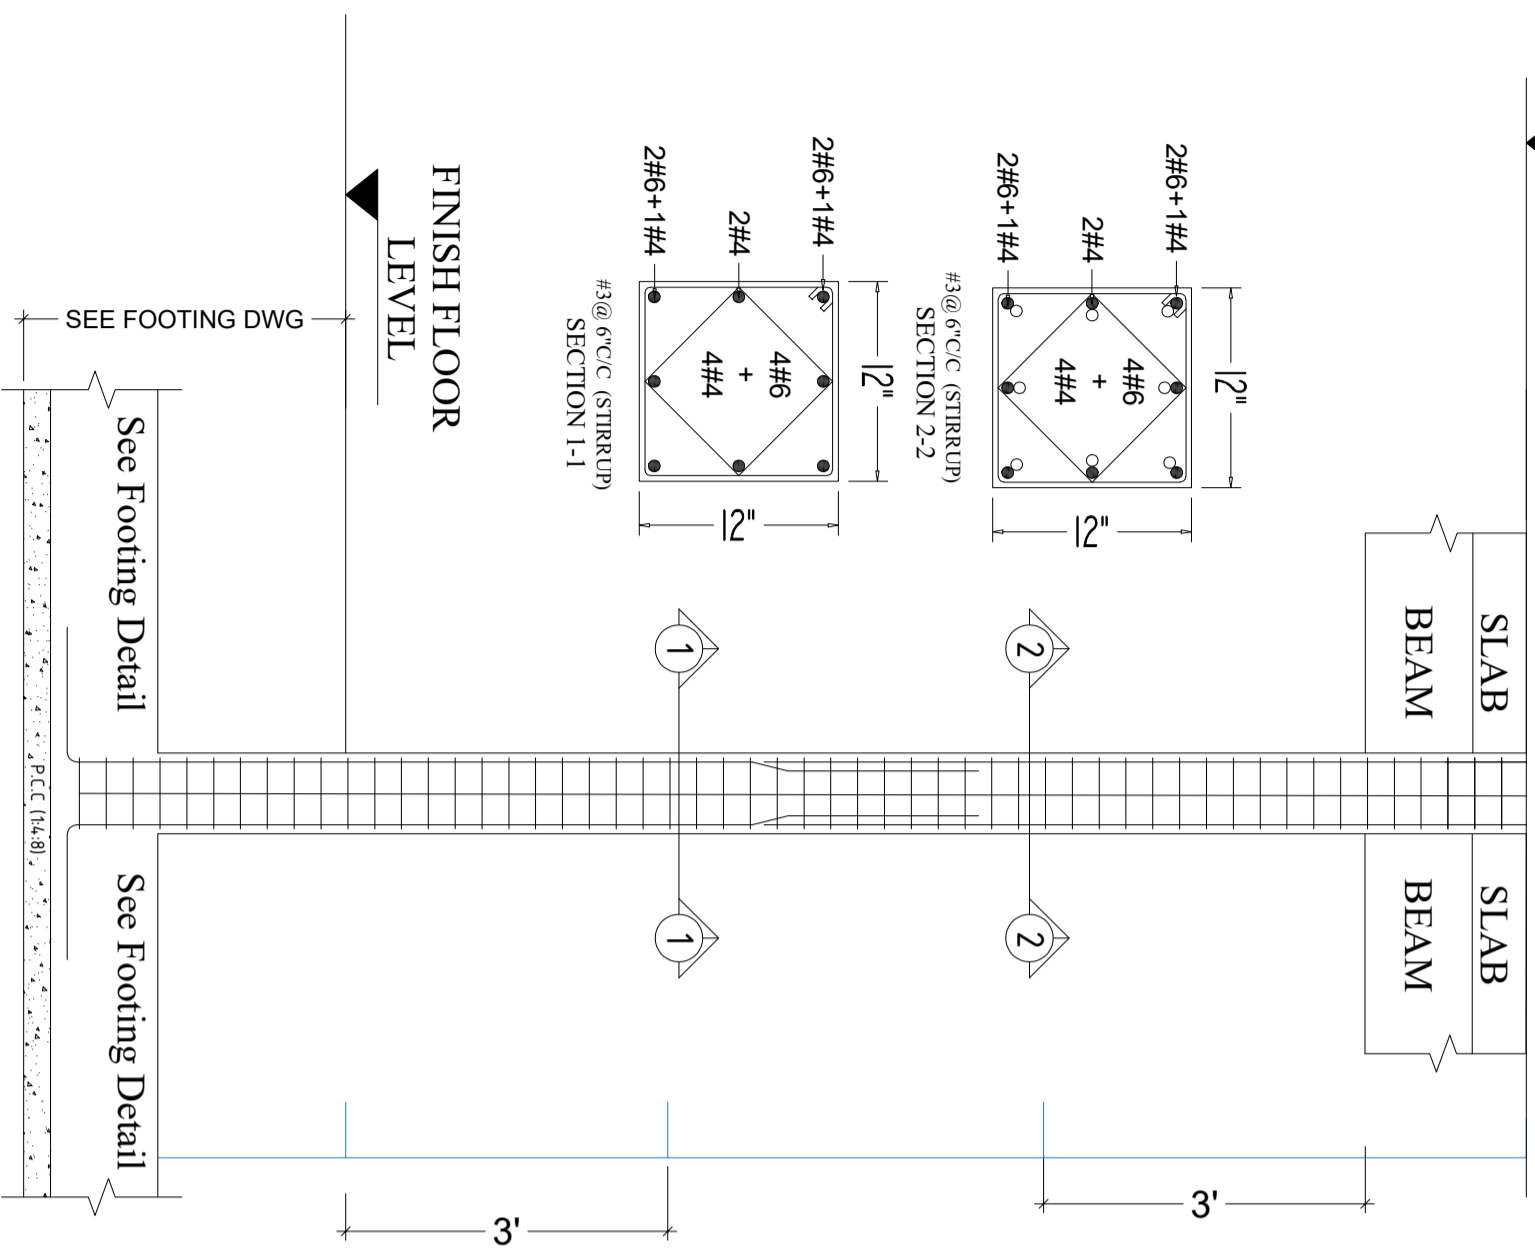 SLAB
BEAM
SLAB
BEAM
12"
2#6+1#4
2#4
2#6+1#4
4#6
+
4#4
12"
#3@ 6"C/C (STIRRUP)
SECTION 2-2
2
2
3'
12"
2#6+1#4
2#4
2#6+1#4
4#6
+
4#4
12"
#3@ 6"C/C (STIRRUP)
SECTION 1-1
1
1
FINISH FLOOR
LEVEL
3'
SEE FOOTING DWG
See Footing Detail
See Footing Detail
P.C.C (1:4:8)